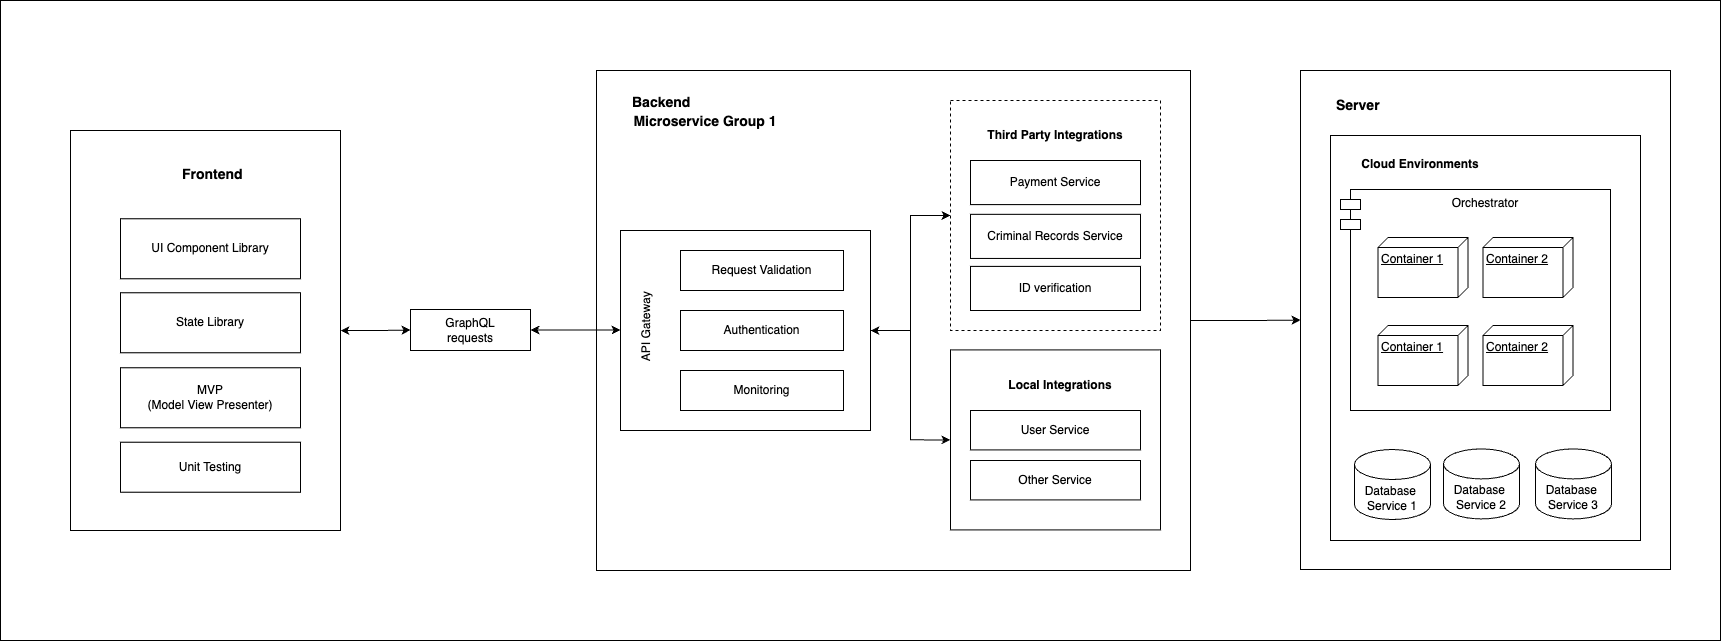 Frontend
UI Component Library
State Library
MVP
(Model View Presenter)
Unit Testing
GraphQL
requests
Backend
Microservice Group 1
API Gateway
Request Validation
Authentication
Monitoring
Third Party Integrations
Payment Service
Criminal Records Service
ID verification
Local Integrations
User Service
Other Service
Server
Cloud Environments
Orchestrator
Container 1
Container 2
Container 1
Container 2
Database
Service 1
Database
Service 2
Database
Service 3